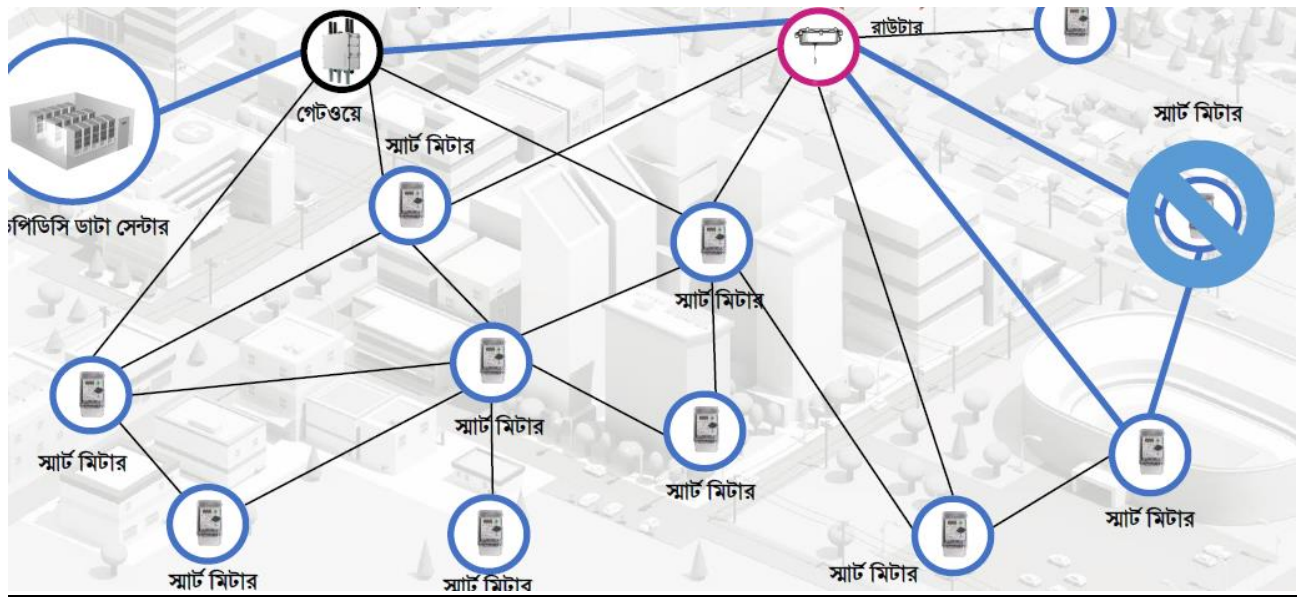 রাউটার
গেটওয়ে
স্মার্ট মিটার
স্মার্ট মিটার
পিডিসি ডাটা সেন্টার
স্মার্ট মিটার
স্মার্ট মিটার
স্মার্ট মিটার
স্মার্ট মিটার
স্মার্ট মিটার
স্মার্ট মিটার
স্মার্ট মিটার
স্মার্ট মিটার